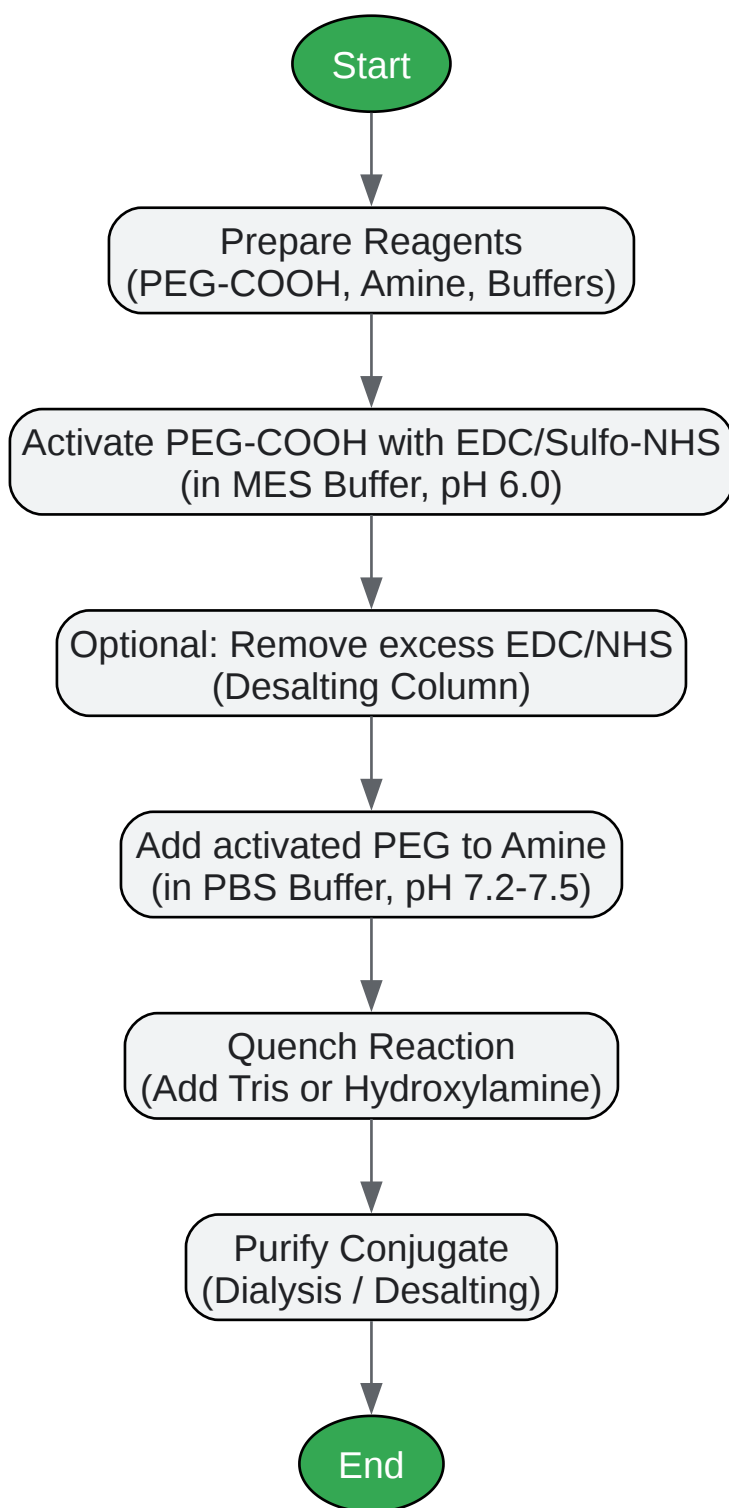 Start
Prepare Reagents
(PEG-COOH, Amine, Buffers)
Activate PEG-COOH with EDC/Sulfo-NHS
(in MES Buffer, pH 6.0)
Optional: Remove excess EDC/NHS
(Desalting Column)
Add activated PEG to Amine
(in PBS Buffer, pH 7.2-7.5)
Quench Reaction
(Add Tris or Hydroxylamine)
Purify Conjugate
(Dialysis / Desalting)
End